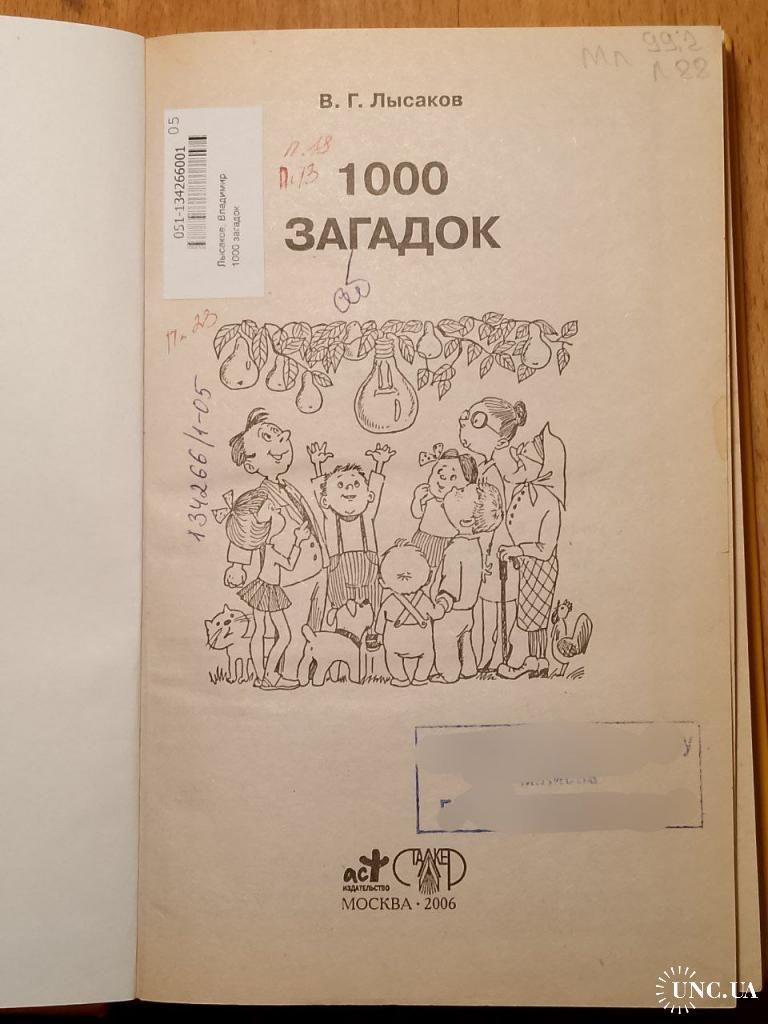 Мл 99.2
Л 88
В. Г. Лысаков
05
051-134266001
Лысаков, Владимир
1000 загадок
п. 18
п. 13
1000
ЗАГАДОК
п. 23
134266/1-05
аст
ИЗДАТЕЛЬСТВО
СТАЛКЕР
МОСКВА · 2006
UNC.UA